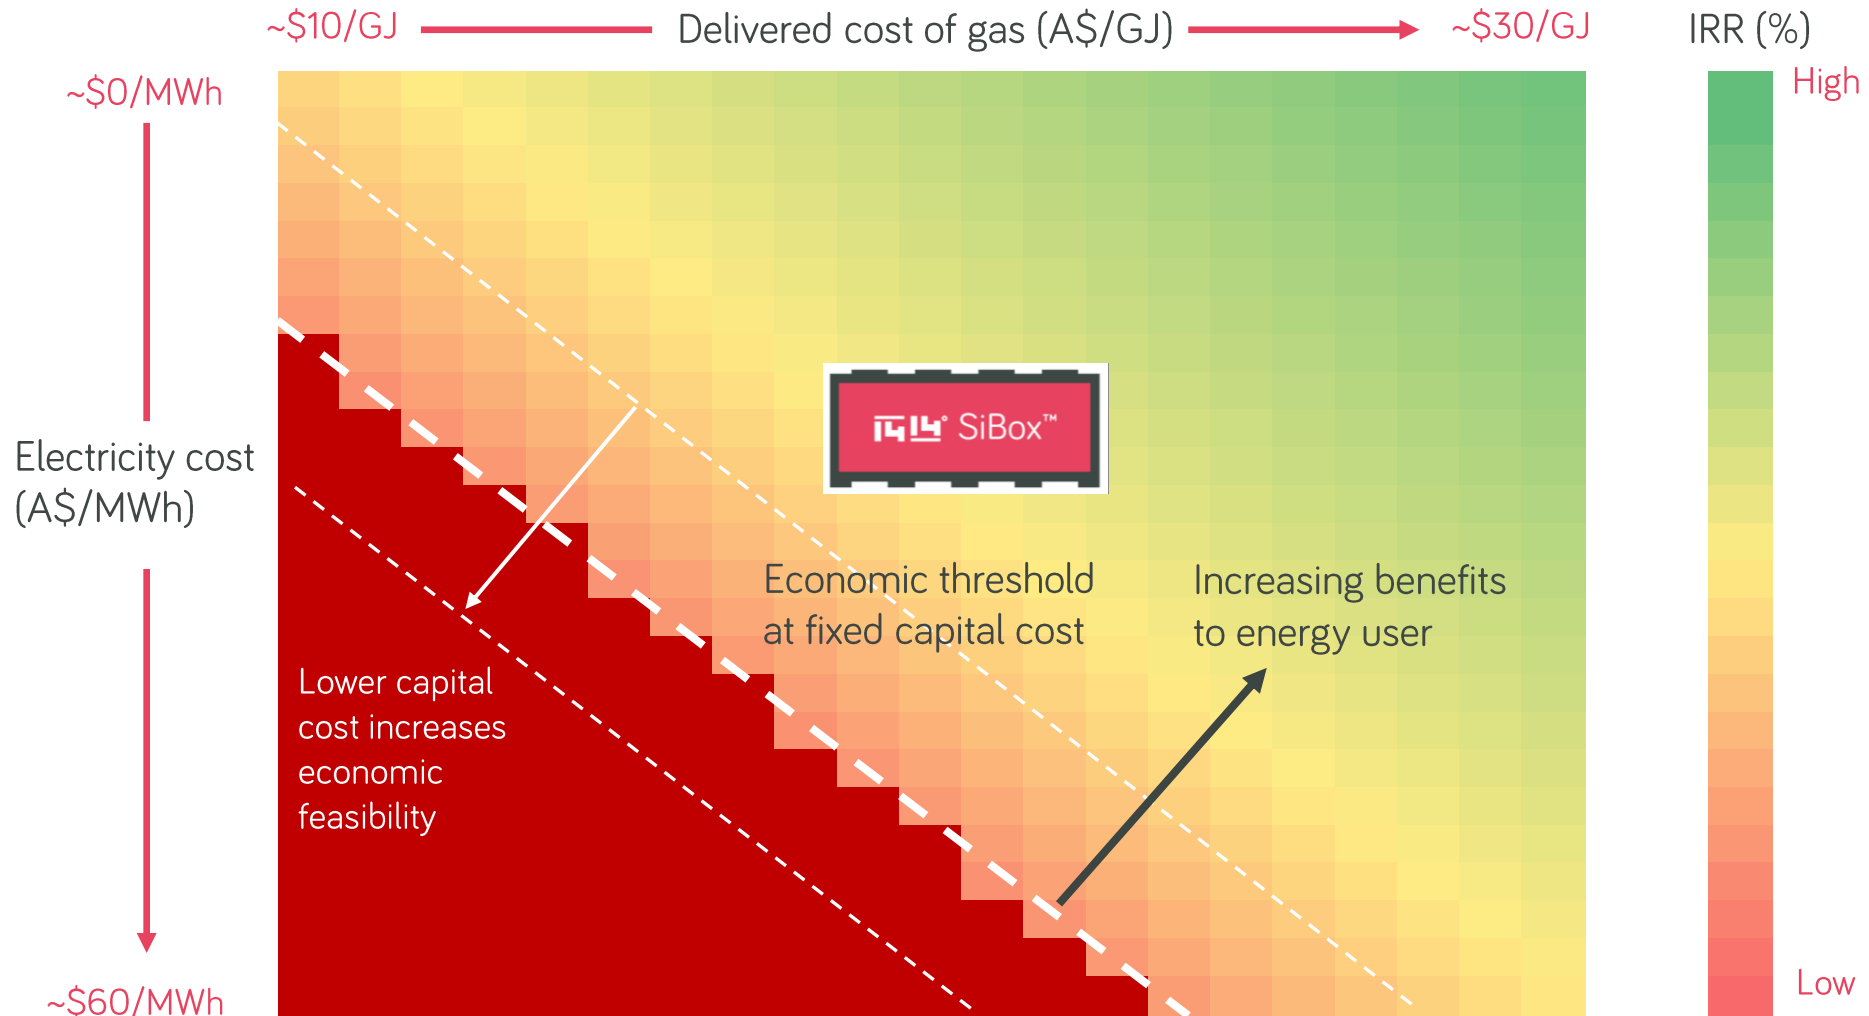 ~$10/GJ
Delivered cost of gas (A$/GJ)
~$30/GJ
IRR (%)
~$0/MWh
High
1414° SiBox™
Electricity cost
(A$/MWh)
Economic threshold
at fixed capital cost
Increasing benefits
to energy user
Lower capital
cost increases
economic
feasibility
~$60/MWh
Low